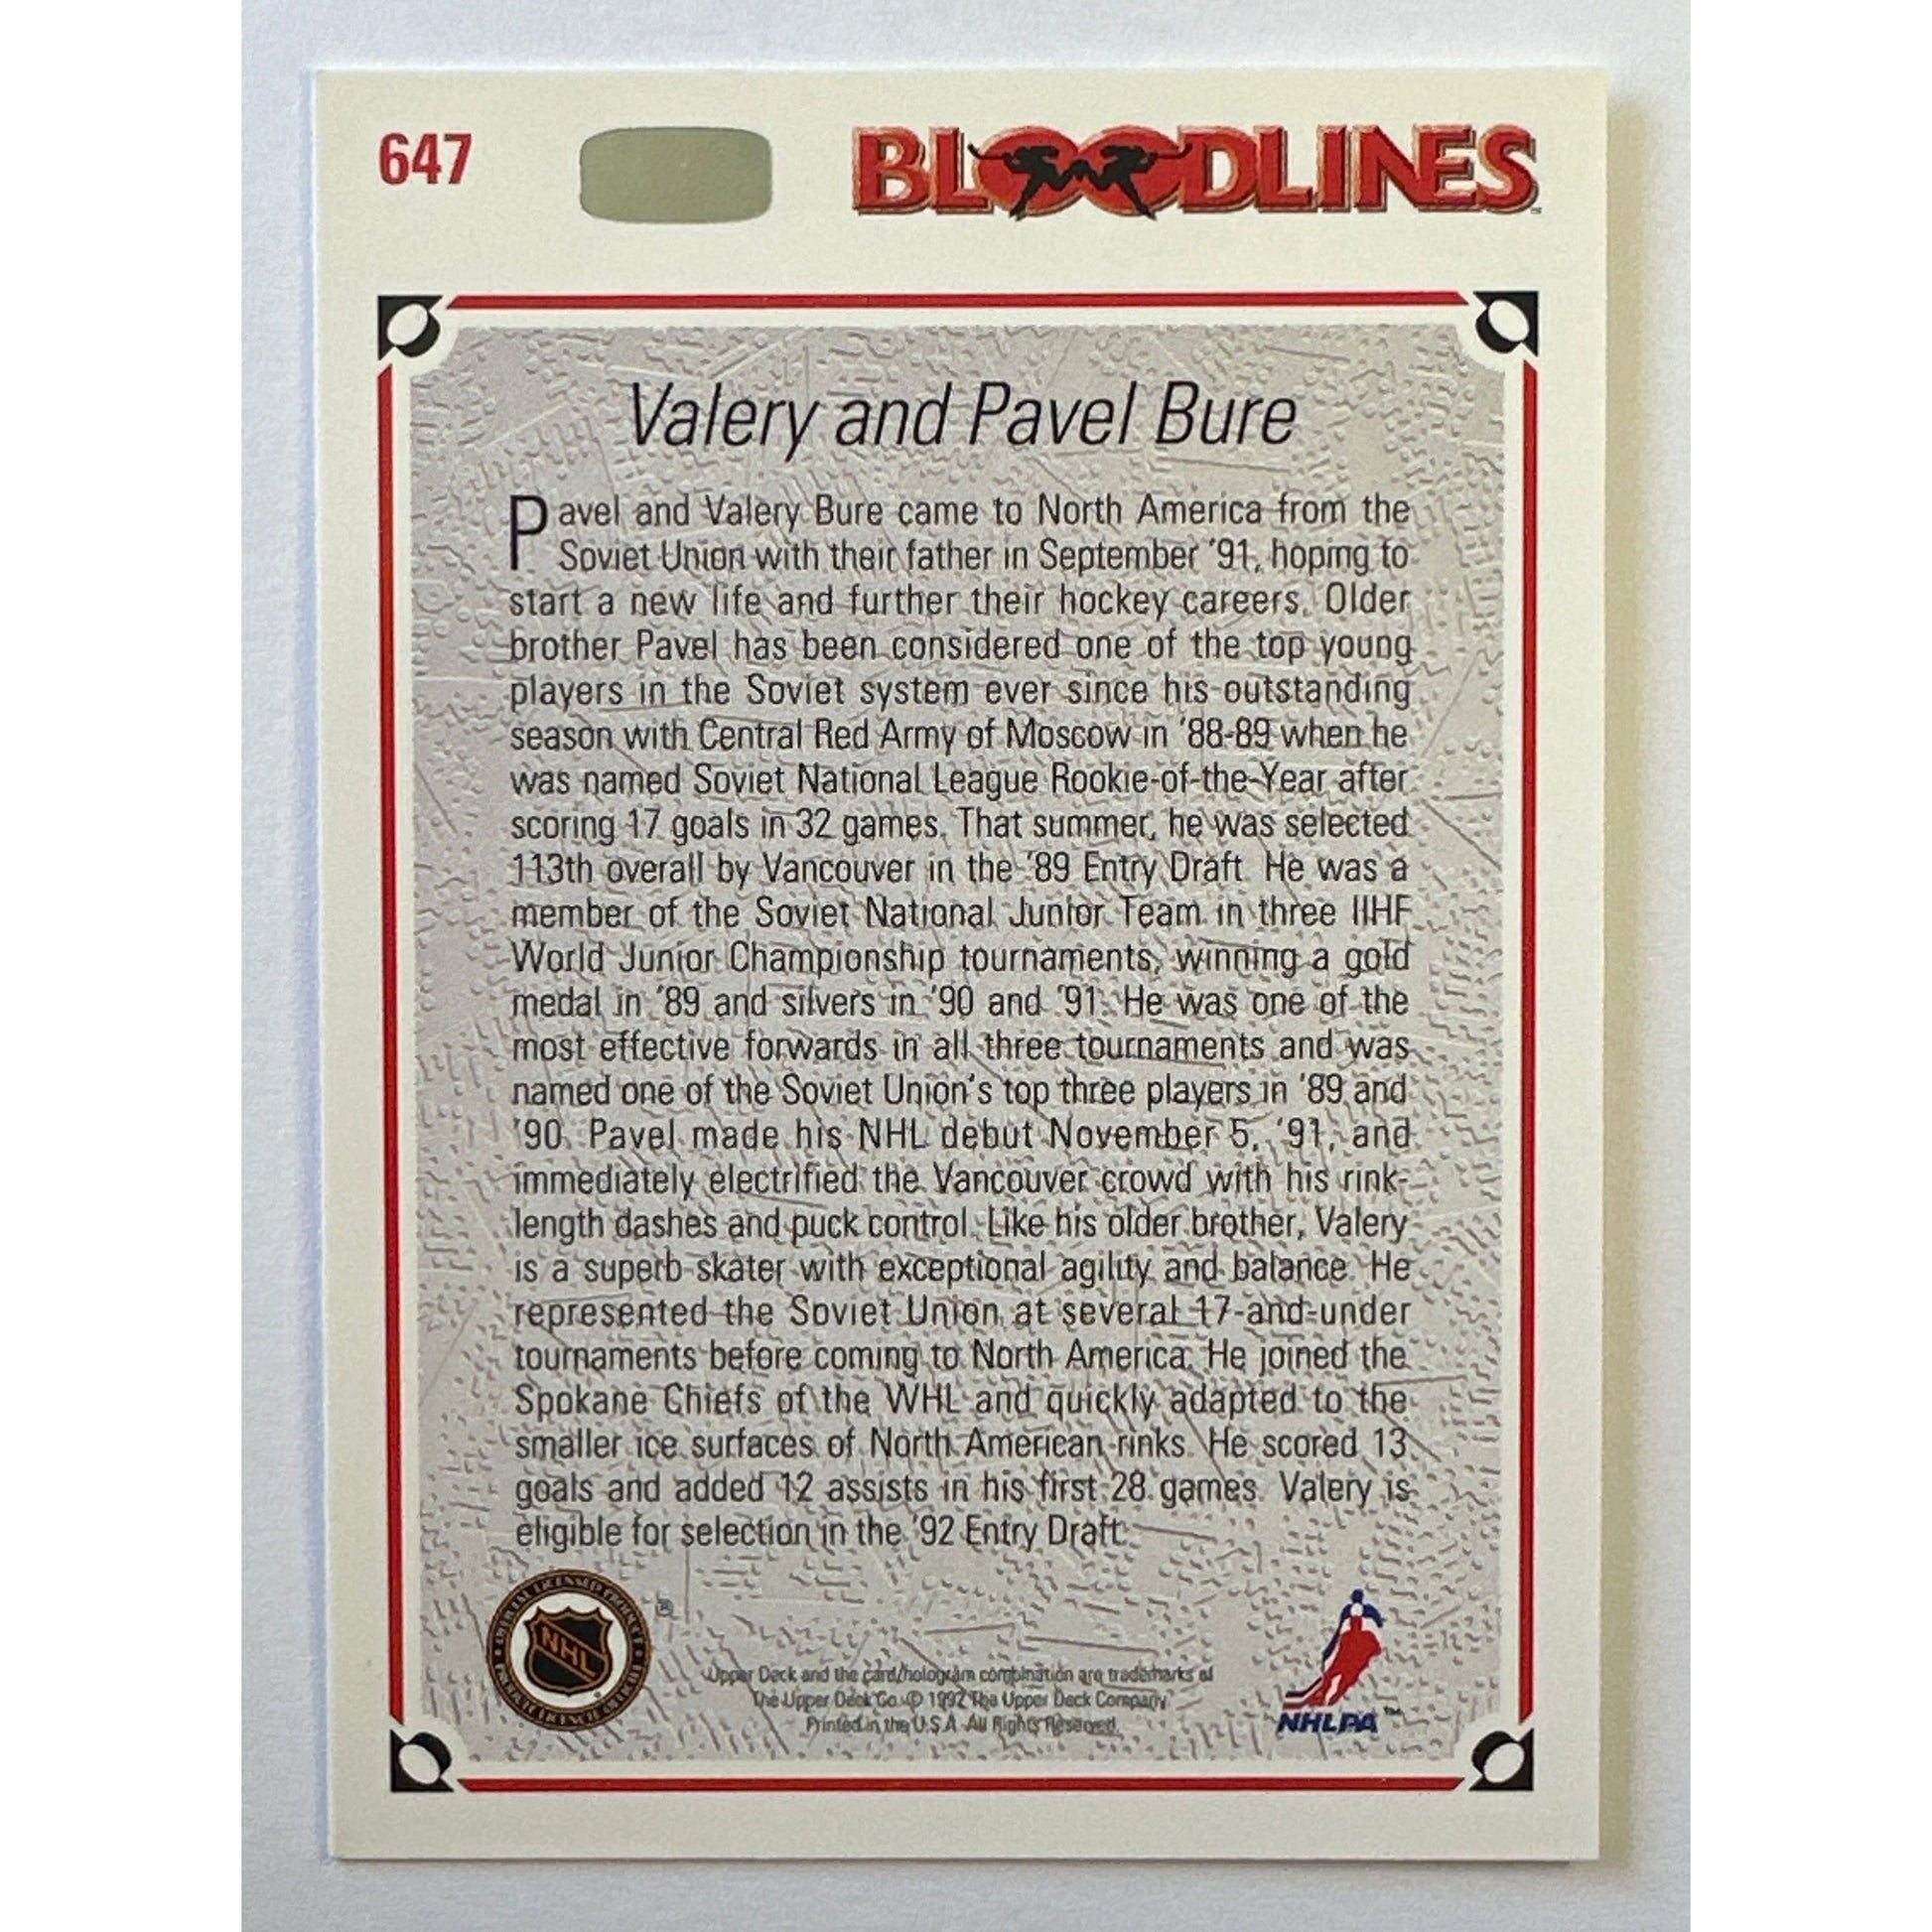 647
BLOODLINES
Valery and Pavel Bure
Pavel and Valery Bure came to North America from the
Soviet Union with their father in September '91, hoping to
start a new life and further their hockey careers. Older
brother Pavel has been considered one of the top young
players in the Soviet system ever since his outstanding
season with Central Red Army of Moscow in '88-89 when he
was named Soviet National League Rookie-of-the-Year after
scoring 17 goals in 32 games. That summer, he was selected
113th overall by Vancouver in the '89 Entry Draft. He was a
member of the Soviet National Junior Team in three IIHF
World Junior Championship tournaments, winning a gold
medal in '89 and silvers in '90 and '91. He was one of the
most effective forwards in all three tournaments and was
named one of the Soviet Union's top three players in '89 and
'90. Pavel made his NHL debut November 5, '91, and
immediately electrified the Vancouver crowd with his rink-
length dashes and puck control. Like his older brother, Valery
is a superb skater with exceptional agility and balance. He
represented the Soviet Union at several 17-and-under
tournaments before coming to North America. He joined the
Spokane Chiefs of the WHL and quickly adapted to the
smaller ice surfaces of North American rinks. He scored 13
goals and added 12 assists in his first 28 games. Valery is
eligible for selection in the '92 Entry Draft.
NHL
®
Upper Deck and the card/hologram combination are trademarks of
The Upper Deck Co. © 1992 The Upper Deck Company
Printed in the U.S.A. All Rights Reserved.
NHLPA™